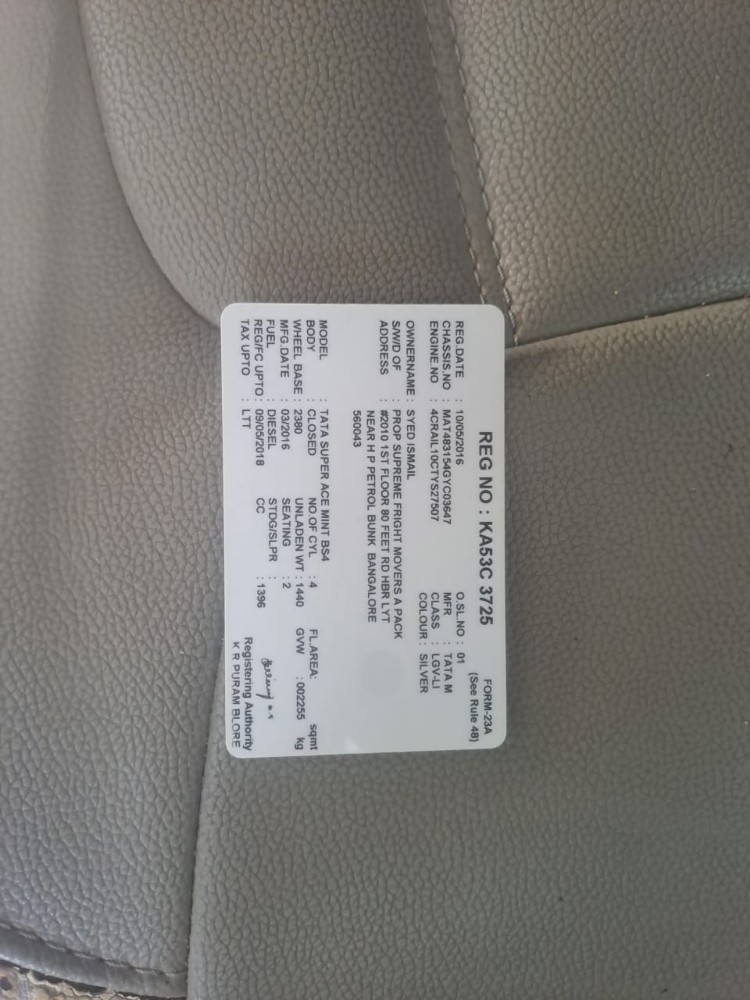 FORM-23A
REG NO : KA53C 3725 (See Rule 48)
REG.DATE : 10/05/2016 O.SL.NO : 01
CHASSIS.NO : MAT483154GYC03647 MFR : TATA M
ENGINE.NO : 4CRAIL10CTYS27507 CLASS : LGV-LI
COLOUR : SILVER
OWNERNAME : SYED ISMAIL
S/W/D OF : PROP SUPREME FRIGHT MOVERS A PACK
ADDRESS : #2010 1ST FLOOR 80 FEET RD HBR LYT
NEAR H P PETROL BUNK BANGALORE
560043
MODEL : TATA SUPER ACE MINT BS4
BODY : CLOSED NO.OF CYL : 4 FL.AREA: sqmt
WHEEL BASE : 2380 UNLADEN WT : 1440 GVW : 002255 kg
MFG.DATE : 03/2016 SEATING : 2
FUEL : DIESEL STDG/SLPR :
REG/FC UPTO : 09/05/2018 CC : 1396
TAX UPTO : LTT
Registering Authority
K R PURAM BLORE